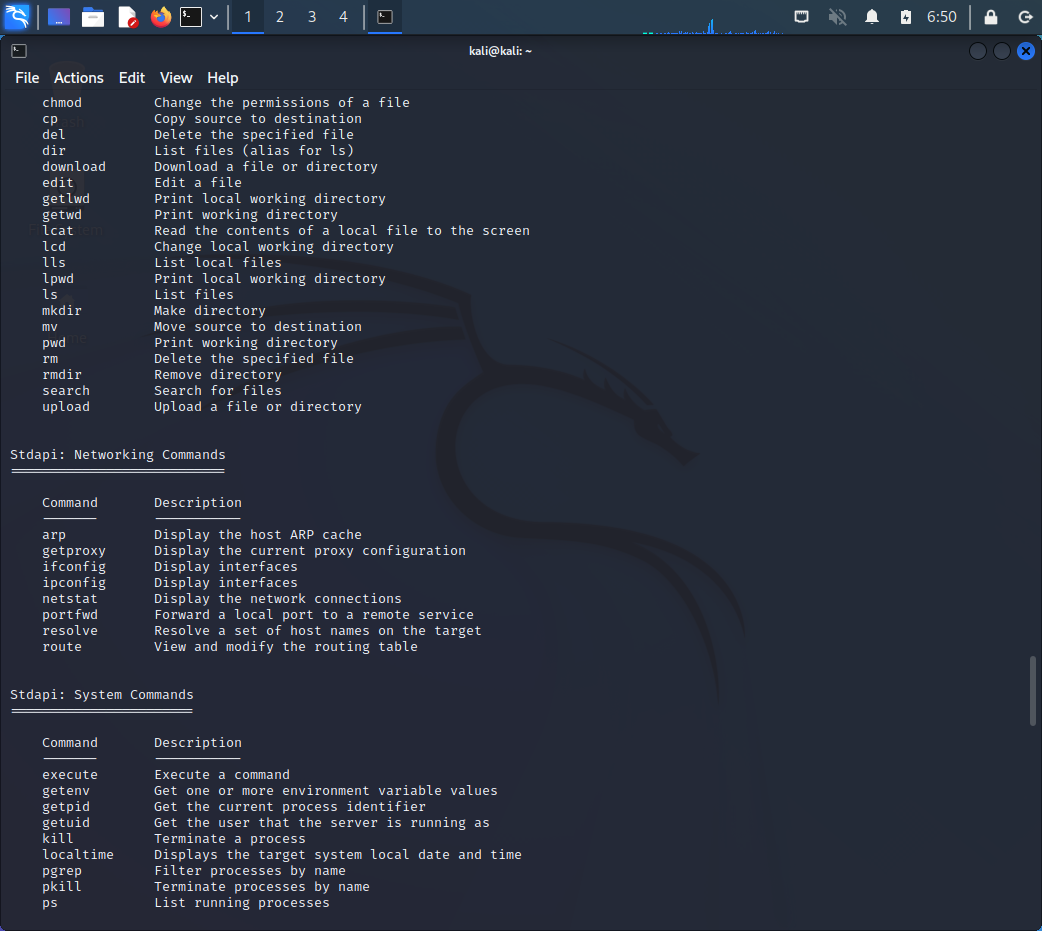 1 2 3 4 6:50
kali@kali: ~
File Actions Edit View Help
chmod Change the permissions of a file
cp Copy source to destination
del Delete the specified file
dir List files (alias for ls)
download Download a file or directory
edit Edit a file
getlwd Print local working directory
getwd Print working directory
lcat Read the contents of a local file to the screen
lcd Change local working directory
lls List local files
lpwd Print local working directory
ls List files
mkdir Make directory
mv Move source to destination
pwd Print working directory
rm Delete the specified file
rmdir Remove directory
search Search for files
upload Upload a file or directory
Stdapi: Networking Commands
Command Description
arp Display the host ARP cache
getproxy Display the current proxy configuration
ifconfig Display interfaces
ipconfig Display interfaces
netstat Display the network connections
portfwd Forward a local port to a remote service
resolve Resolve a set of host names on the target
route View and modify the routing table
Stdapi: System Commands
Command Description
execute Execute a command
getenv Get one or more environment variable values
getpid Get the current process identifier
getuid Get the user that the server is running as
kill Terminate a process
localtime Displays the target system local date and time
pgrep Filter processes by name
pkill Terminate processes by name
ps List running processes